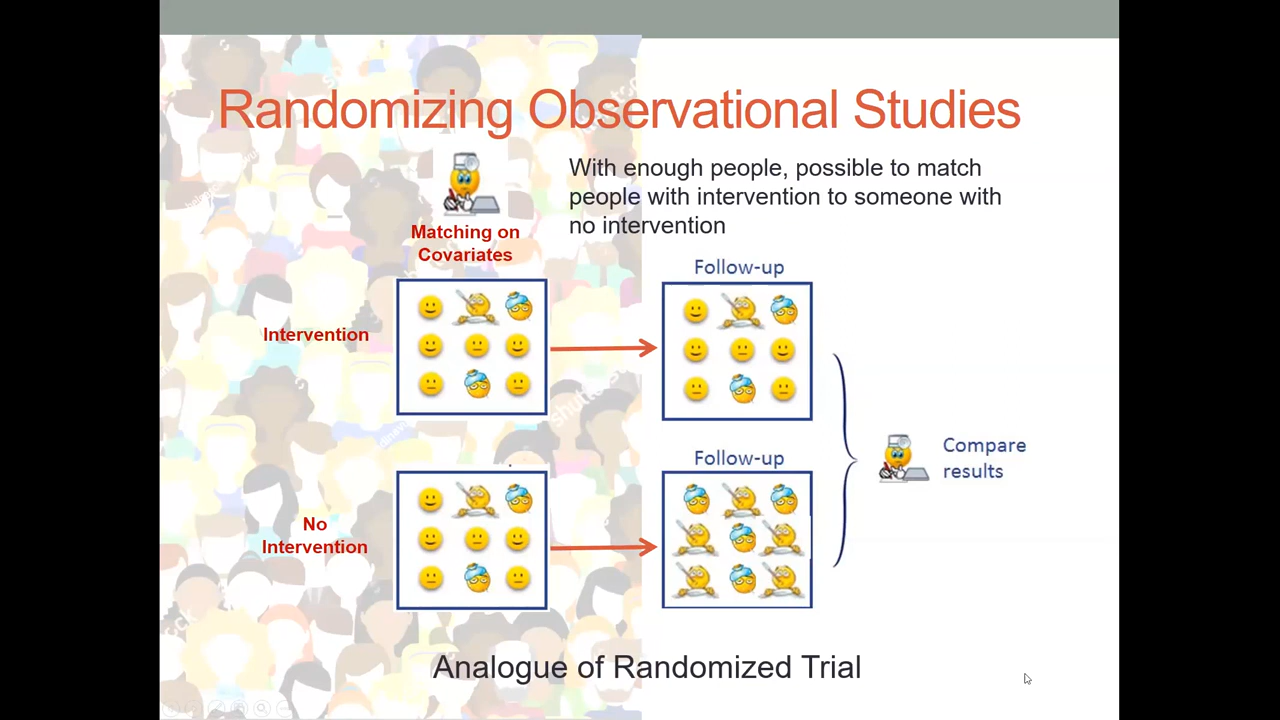 Randomizing Observational Studies
With enough people, possible to match
people with intervention to someone with
no intervention
Matching on
Covariates
Follow-up
Intervention
Follow-up
Compare
results
No
Intervention
Analogue of Randomized Trial